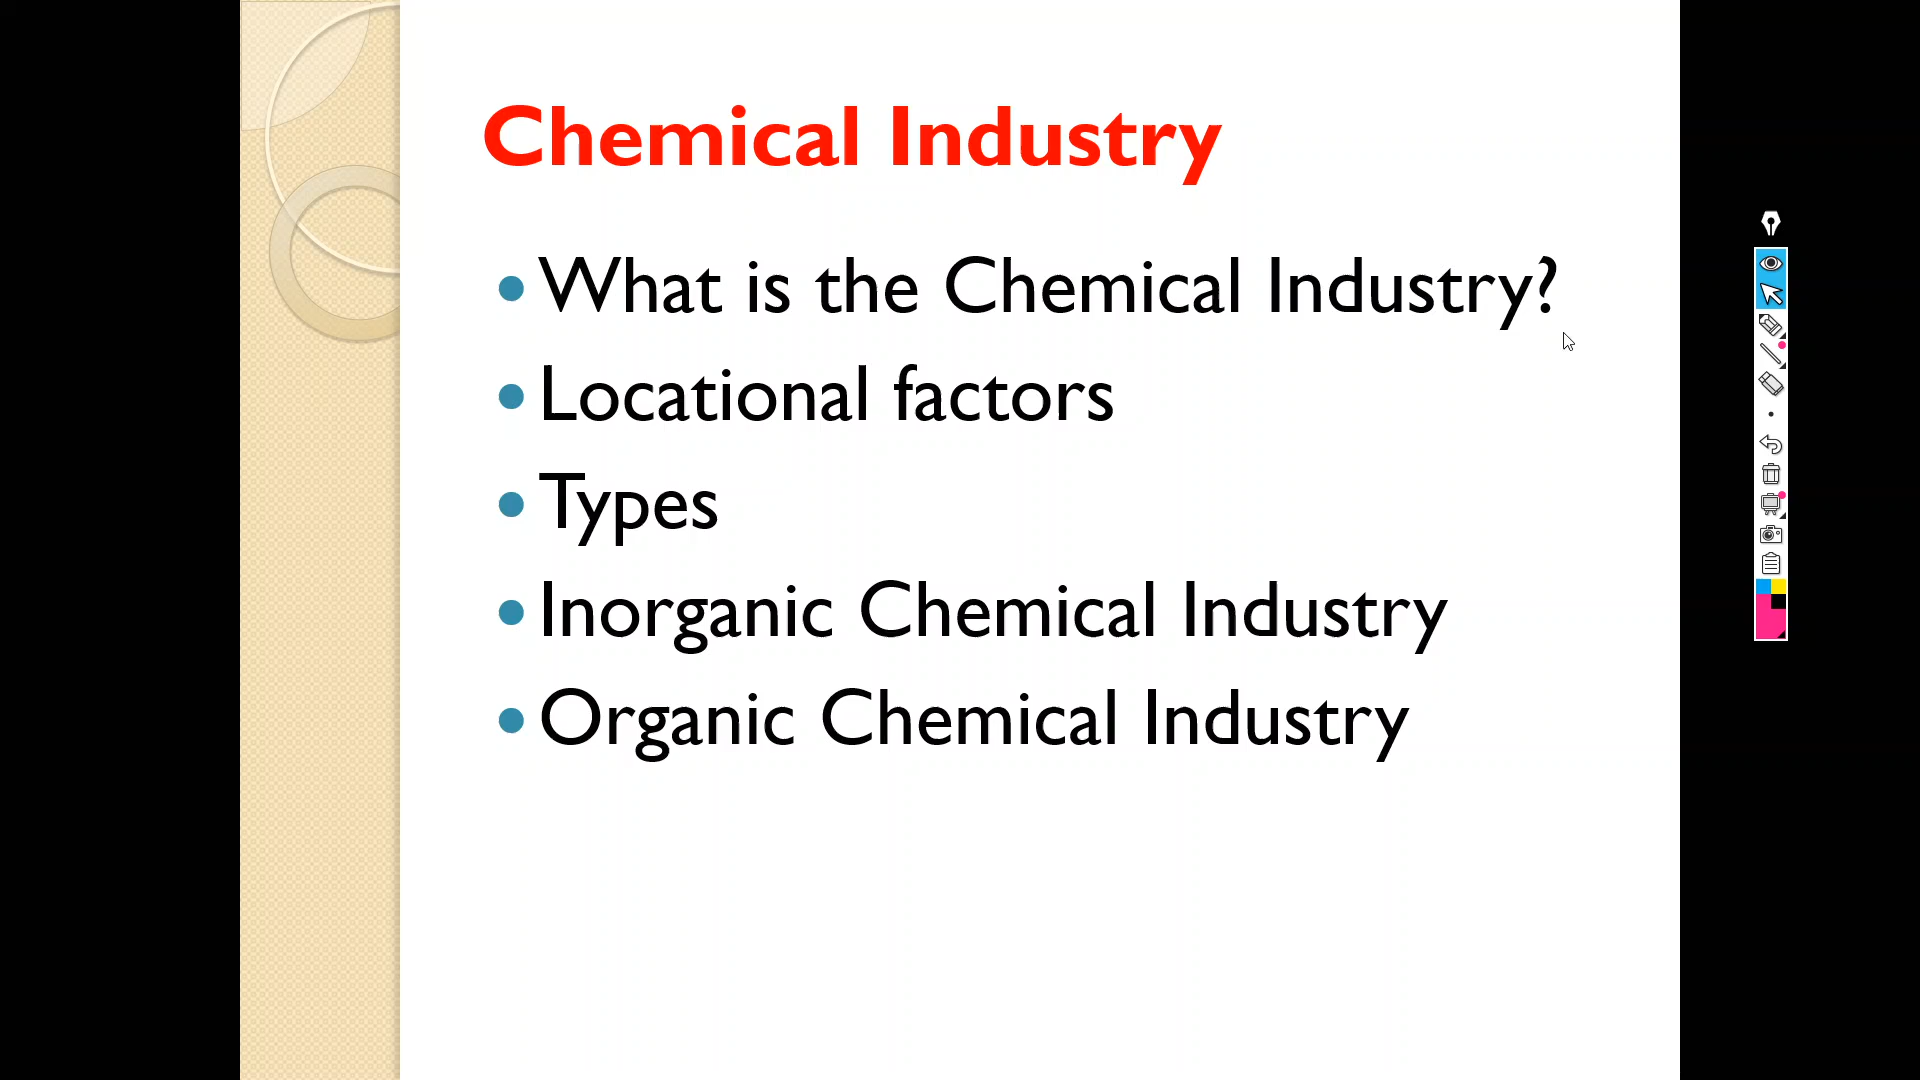 Chemical Industry
What is the Chemical Industry?
Locational factors
Types
Inorganic Chemical Industry
Organic Chemical Industry